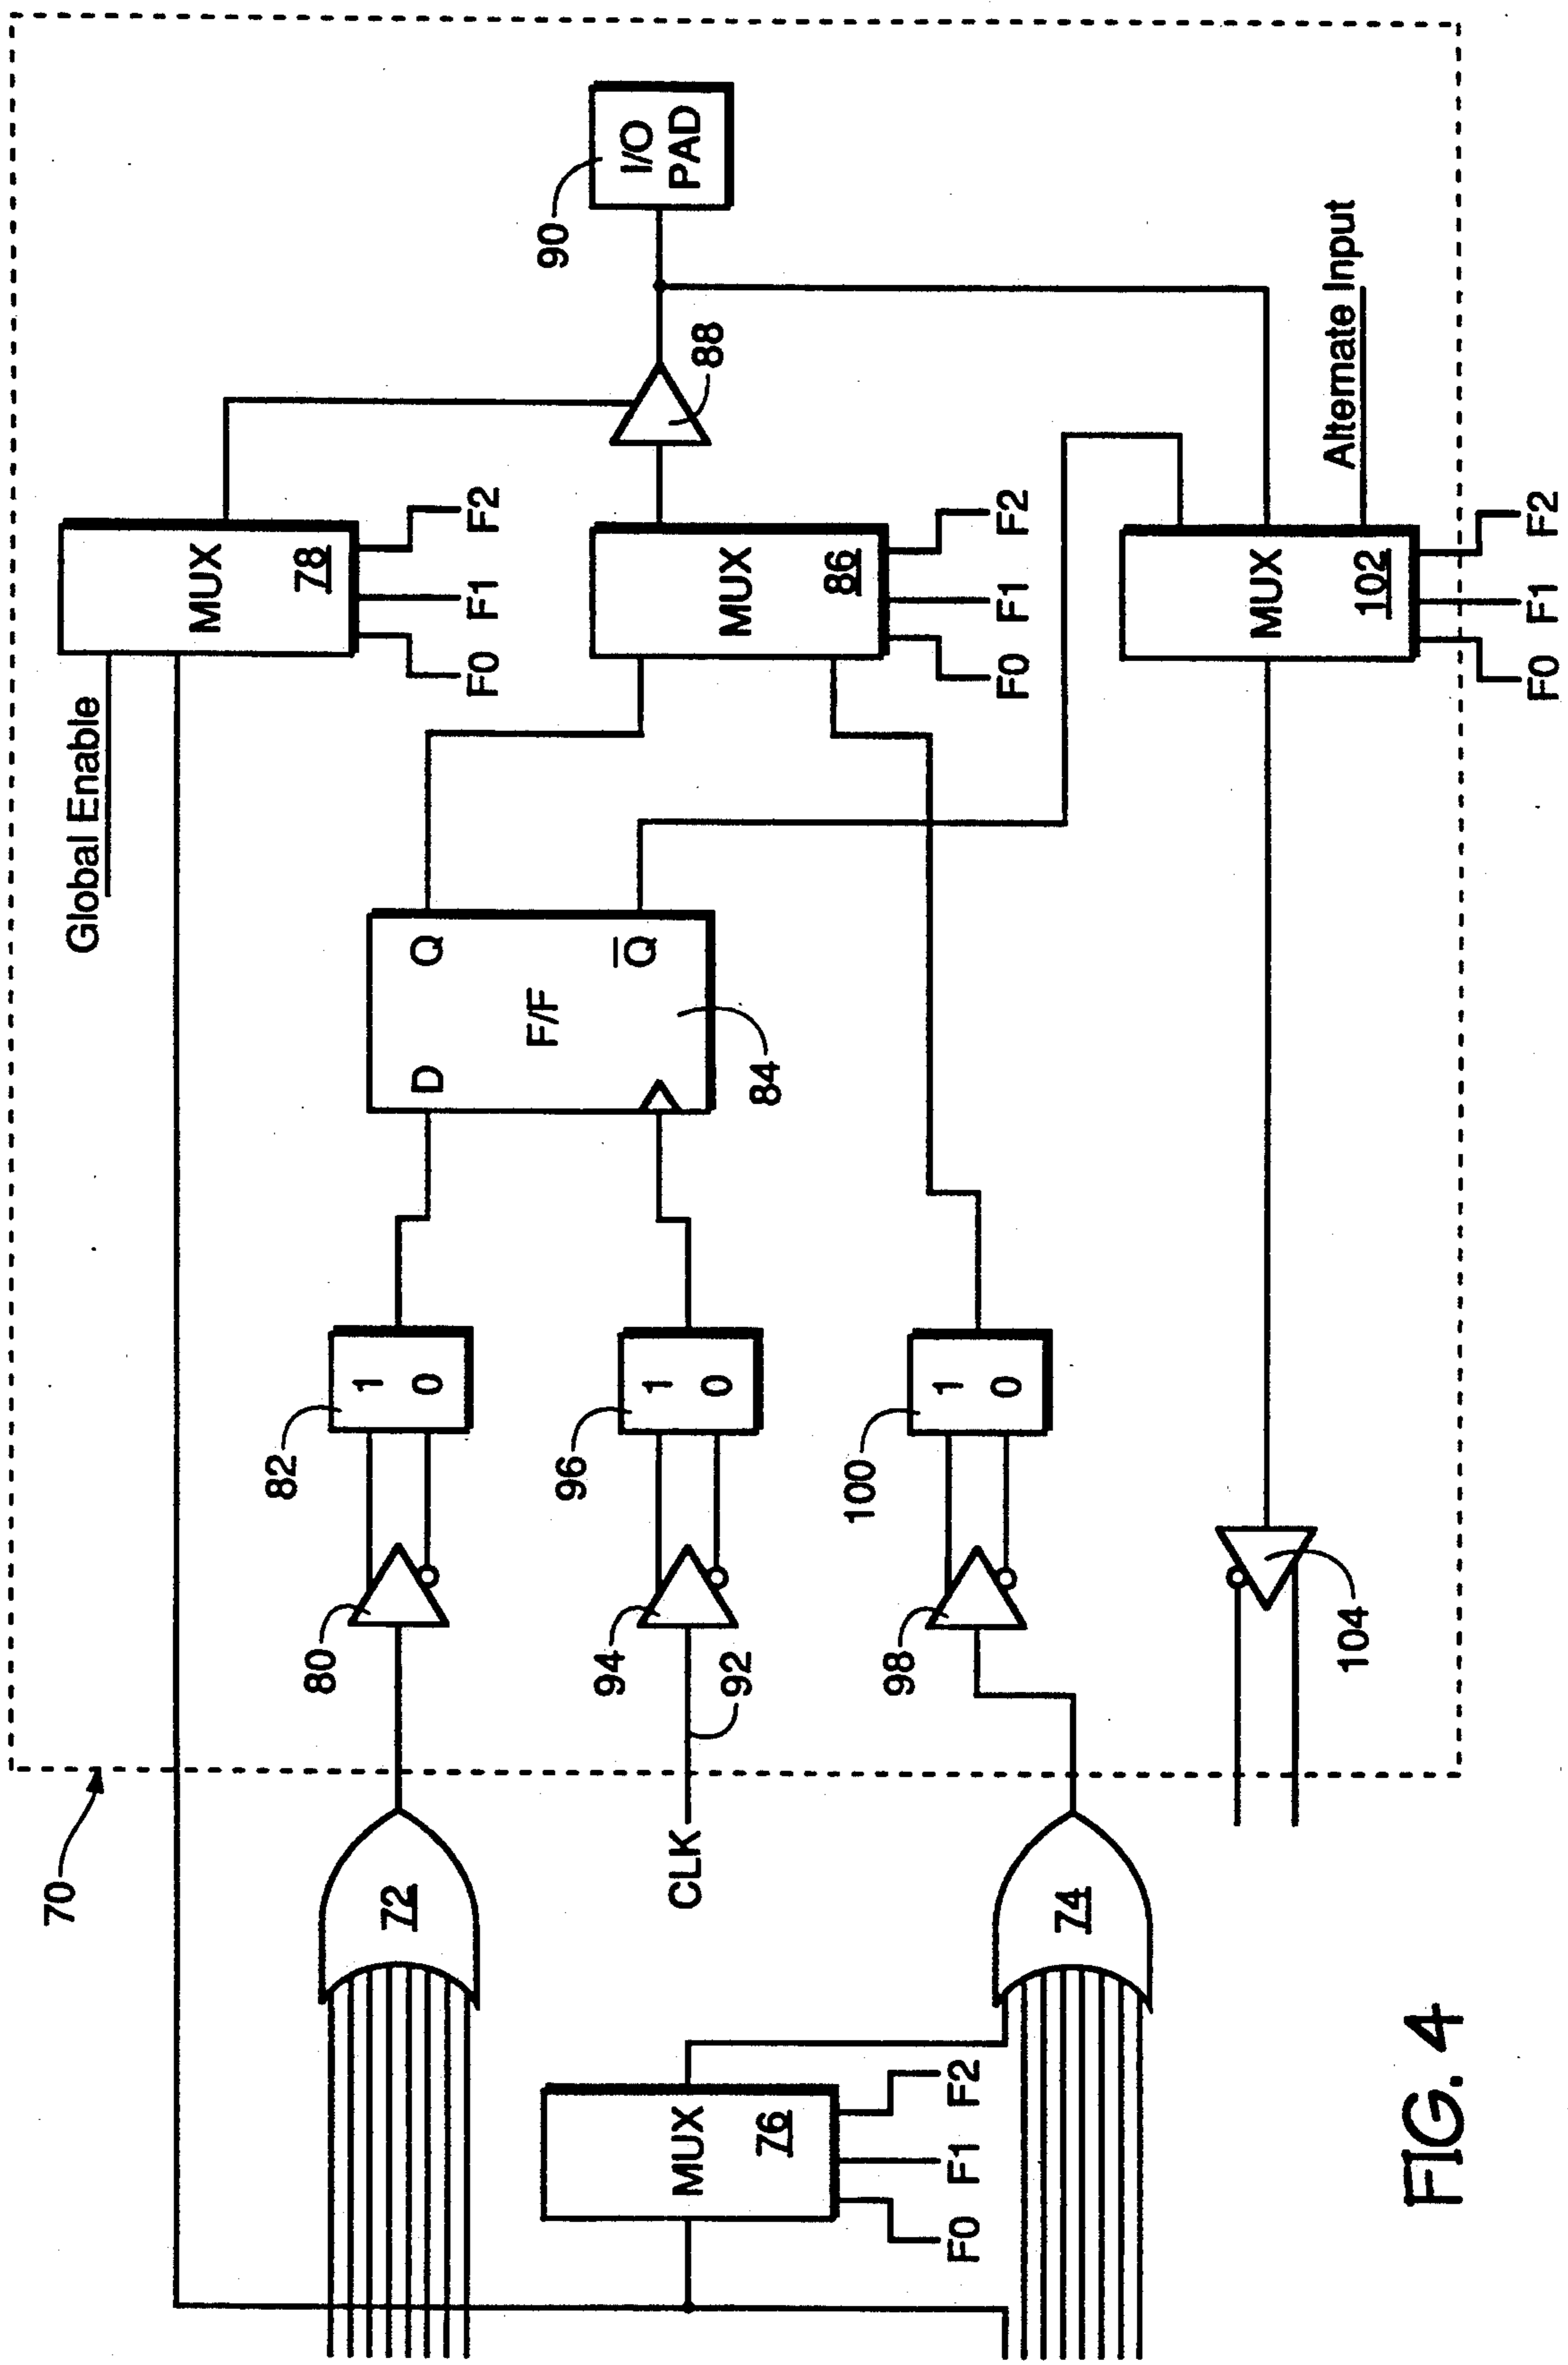 70
Global Enable
MUX
78
F0 F1 F2
72
80
82
1
0
D
Q
F/F
Q̅
84
MUX
86
F0 F1 F2
88
90
I/O
PAD
CLK
92
94
96
1
0
MUX
76
F0 F1 F2
74
98
100
1
0
104
MUX
102
F0 F1 F2
Alternate Input
FIG. 4